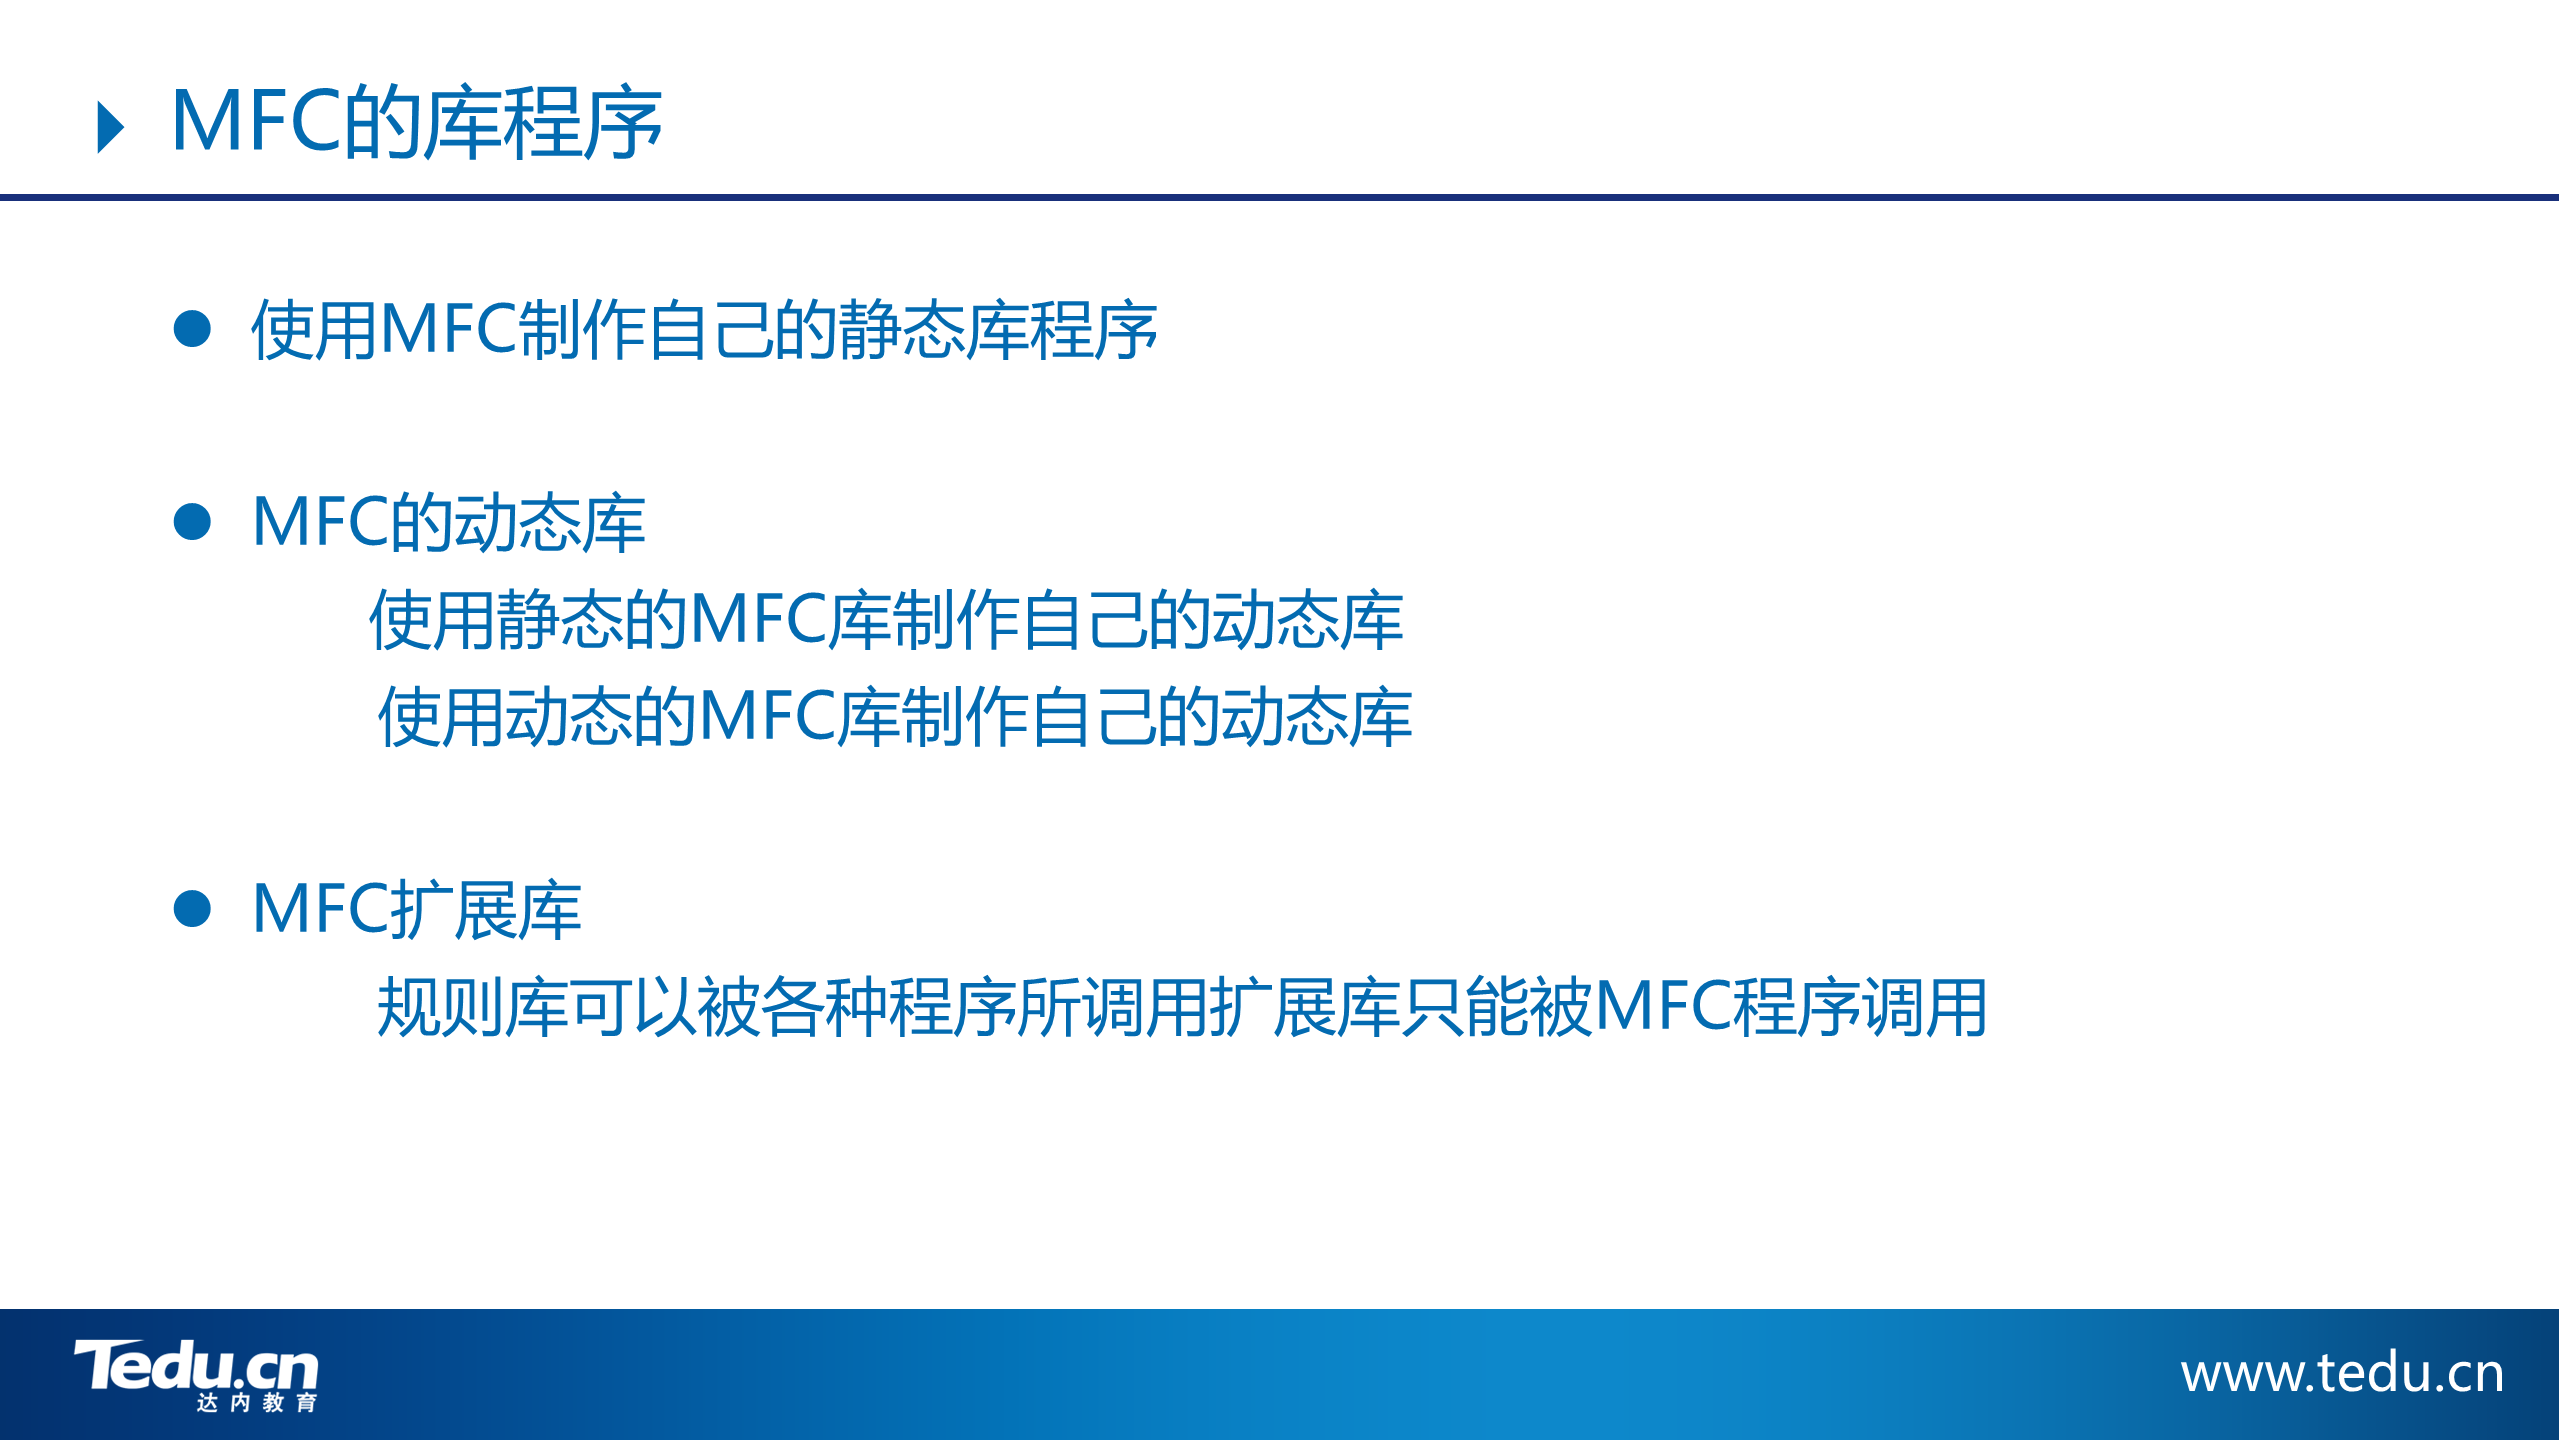 MFC的库程序
使用MFC制作自己的静态库程序
MFC的动态库
使用静态的MFC库制作自己的动态库
使用动态的MFC库制作自己的动态库
MFC扩展库
规则库可以被各种程序所调用扩展库只能被MFC程序调用
Tedu.cn
达内教育
www.tedu.cn